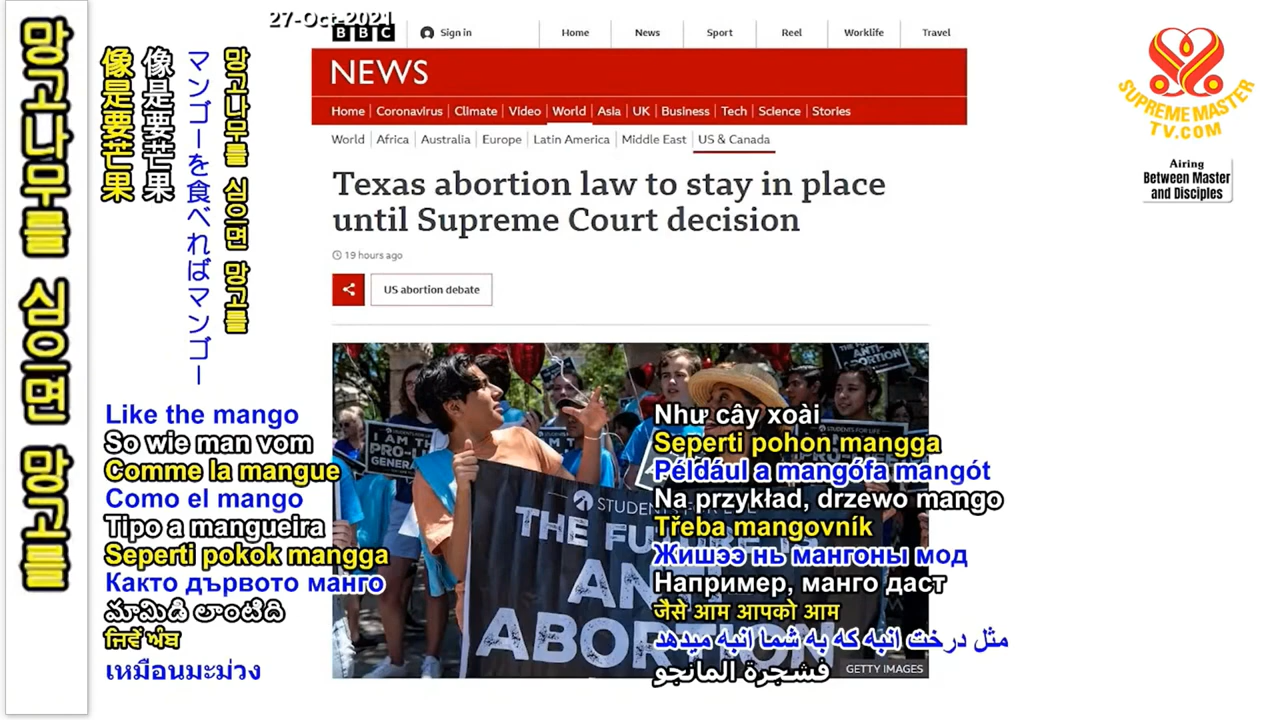 27-Oct-2021
BBC
Sign in
Home
News
Sport
Reel
Worklife
Travel
NEWS
Home
Coronavirus
Climate
Video
World
Asia
UK
Business
Tech
Science
Stories
World
Africa
Australia
Europe
Latin America
Middle East
US & Canada
Texas abortion law to stay in place
until Supreme Court decision
19 hours ago
US abortion debate
SUPREME MASTER
TV.COM
Airing
Between Master
and Disciples
망고나무를 심으면 망고를
像是要芒果
像是要芒果
マンゴーを食べればマンゴー
망고나무를 심으면 망고를
Like the mango
So wie man vom
Comme la mangue
Como el mango
Tipo a mangueira
Seperti pokok mangga
Както дървото манго
మామిడి లాంటిది
ਜਿਵੇਂ ਅੰਬ
เหมือนมะม่วง
Như cây xoài
Seperti pohon mangga
Például a mangófa mangót
Na przykład, drzewo mango
Třeba mangovník
Жишээ нь мангоны мод
Например, манго даст
जैसे आम आपको आम
مثل درخت انبه که به شما انبه میدهد
فشجرة المانجو
I AM THE
PRO-LIFE
GENERA
ANTI-
ABORTION
STUDENTS FOR LIFE
THE FUTURE IS
ANTI
ABORTION
GETTY IMAGES